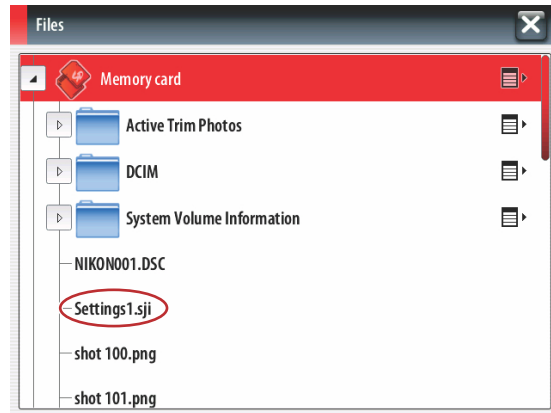 Files
Memory card
Active Trim Photos
DCIM
System Volume Information
NIKON001.DSC
Settings1.sji
shot 100.png
shot 101.png